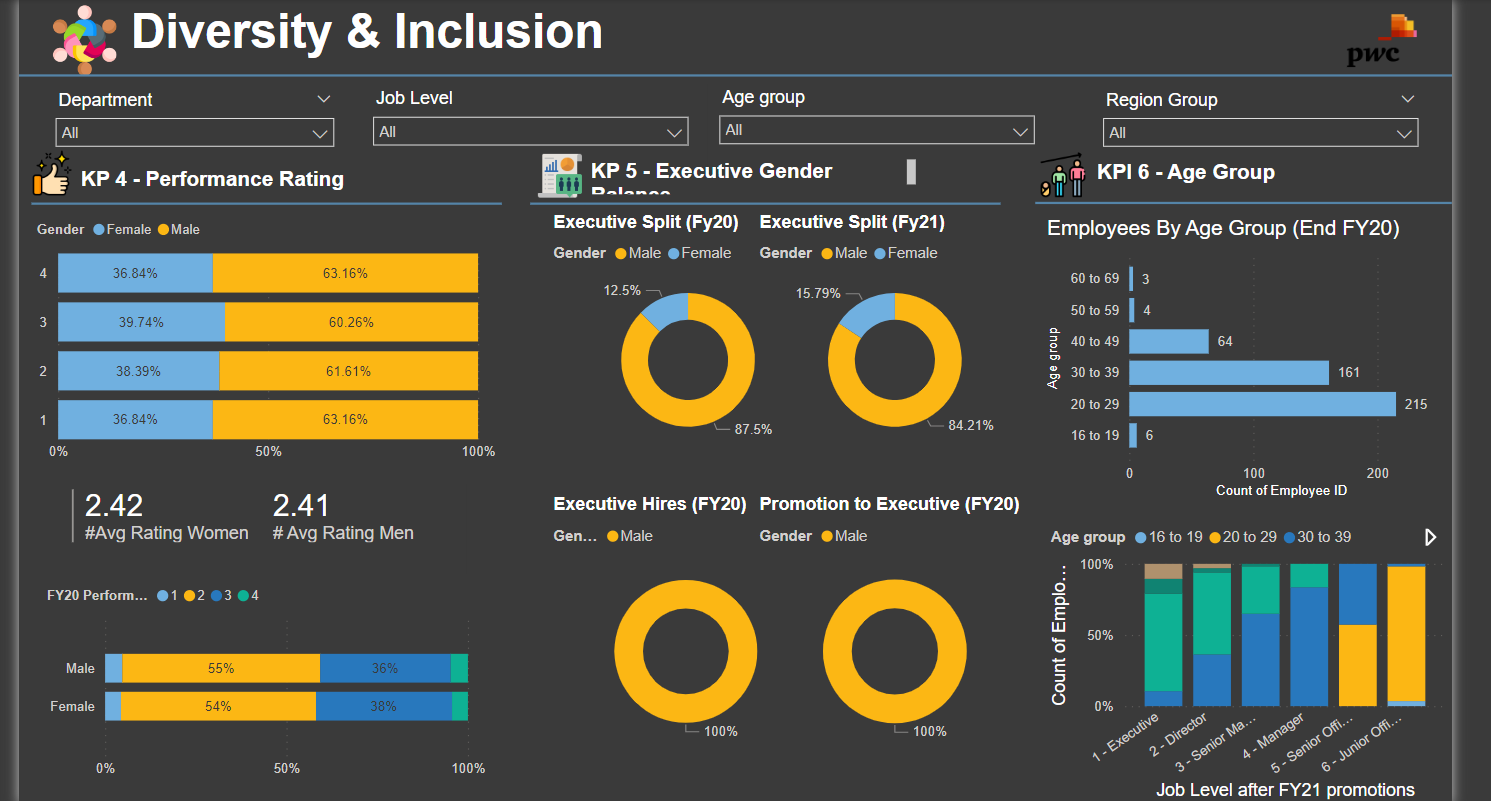 Diversity & Inclusion
pwc
Department
Job Level
Age group
Region Group
All
All
All
All
KP 4 - Performance Rating
KP 5 - Executive Gender
Balance
KPI 6 - Age Group
Gender Female Male
4 36.84% 63.16%
3 39.74% 60.26%
2 38.39% 61.61%
1 36.84% 63.16%
0% 50% 100%
2.42
#Avg Rating Women
2.41
# Avg Rating Men
FY20 Perform... 1 2 3 4
Male 55% 36%
Female 54% 38%
0% 50% 100%
Executive Split (Fy20)
Gender Male Female
12.5%
87.5%
Executive Split (Fy21)
Gender Male Female
15.79%
84.21%
Executive Hires (FY20)
Gen... Male
100%
Promotion to Executive (FY20)
Gender Male
100%
Employees By Age Group (End FY20)
Age group
60 to 69 3
50 to 59 4
40 to 49 64
30 to 39 161
20 to 29 215
16 to 19 6
0 100 200
Count of Employee ID
Age group 16 to 19 20 to 29 30 to 39
Count of Emplo...
100%
50%
0%
1 - Executive
2 - Director
3 - Senior Ma...
4 - Manager
5 - Senior Offi...
6 - Junior Offi...
Job Level after FY21 promotions